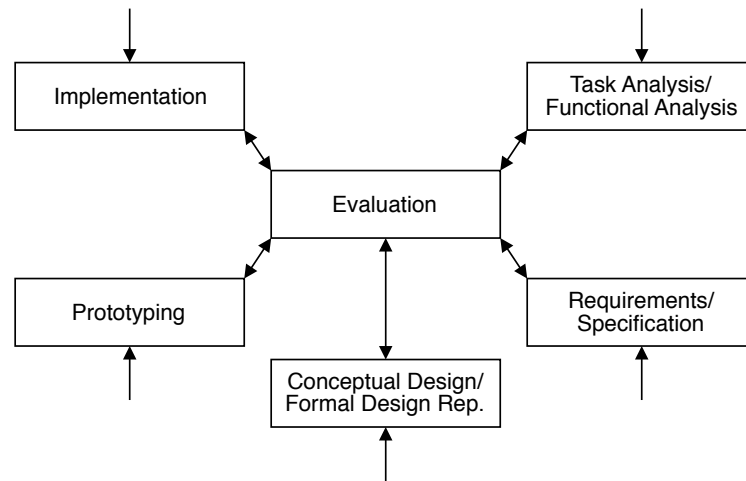 Implementation
Task Analysis/
Functional Analysis
Evaluation
Prototyping
Requirements/
Specification
Conceptual Design/
Formal Design Rep.